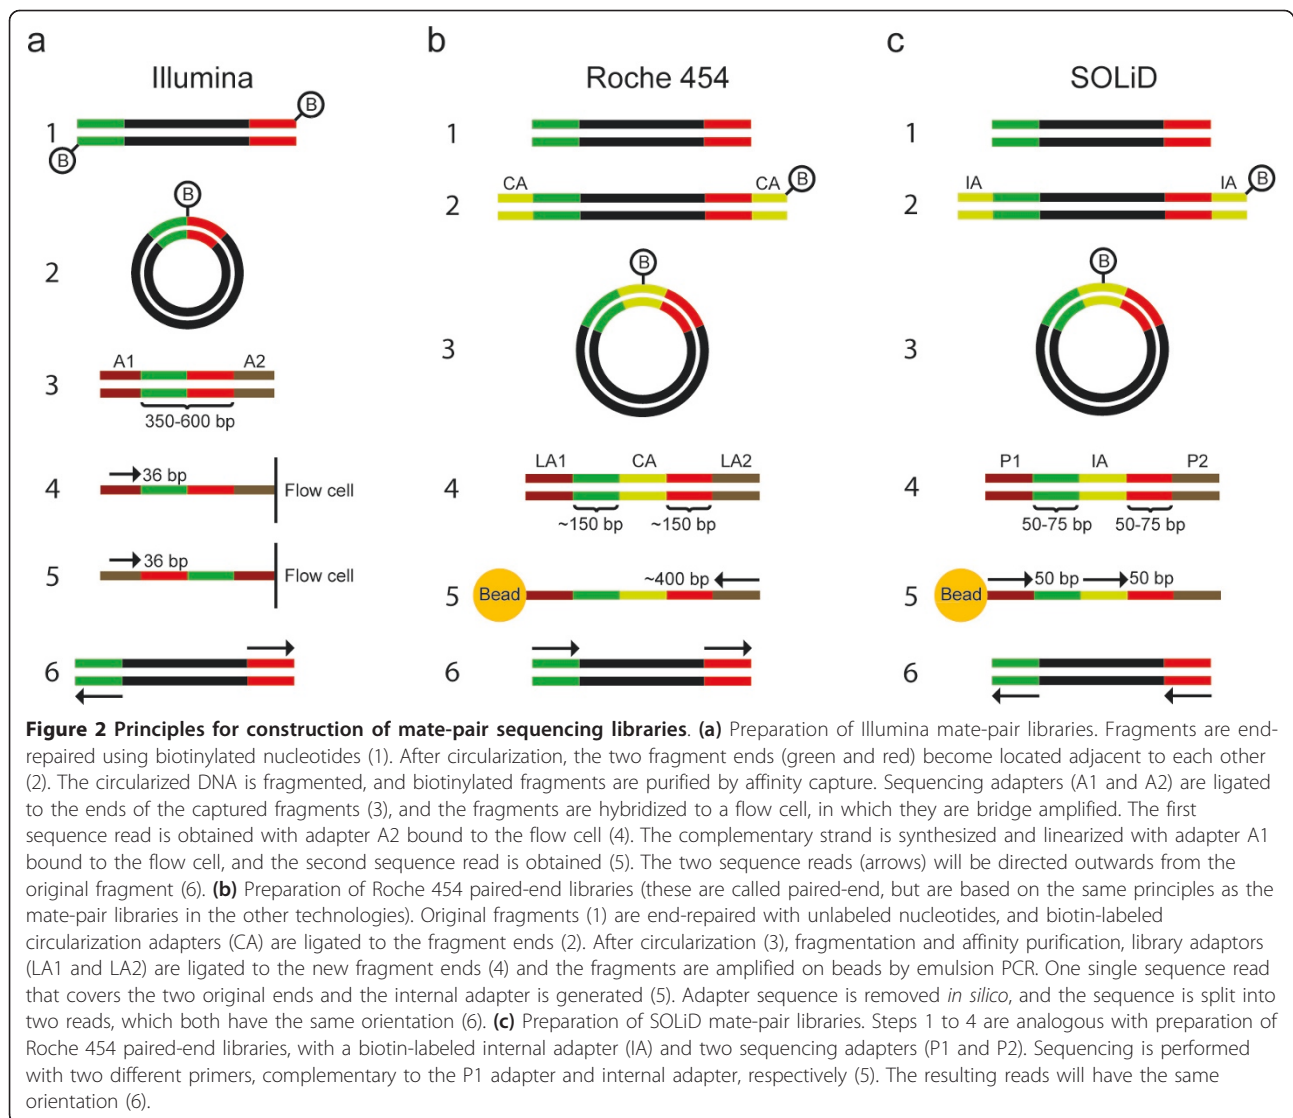 a
Illumina
B
1
B
B
2
A1 A2
3
350-600 bp
4
36 bp
Flow cell
5
36 bp
Flow cell
6
b
Roche 454
1
CA CA B
2
B
3
LA1 CA LA2
4
~150 bp ~150 bp
~400 bp
5 Bead
6
c
SOLiD
1
IA IA B
2
B
3
P1 IA P2
4
50-75 bp 50-75 bp
50 bp 50 bp
5 Bead
6
Figure 2 Principles for construction of mate-pair sequencing libraries. (a) Preparation of Illumina mate-pair libraries. Fragments are end-
repaired using biotinylated nucleotides (1). After circularization, the two fragment ends (green and red) become located adjacent to each other
(2). The circularized DNA is fragmented, and biotinylated fragments are purified by affinity capture. Sequencing adapters (A1 and A2) are ligated
to the ends of the captured fragments (3), and the fragments are hybridized to a flow cell, in which they are bridge amplified. The first
sequence read is obtained with adapter A2 bound to the flow cell (4). The complementary strand is synthesized and linearized with adapter A1
bound to the flow cell, and the second sequence read is obtained (5). The two sequence reads (arrows) will be directed outwards from the
original fragment (6). (b) Preparation of Roche 454 paired-end libraries (these are called paired-end, but are based on the same principles as the
mate-pair libraries in the other technologies). Original fragments (1) are end-repaired with unlabeled nucleotides, and biotin-labeled
circularization adapters (CA) are ligated to the fragment ends (2). After circularization (3), fragmentation and affinity purification, library adaptors
(LA1 and LA2) are ligated to the new fragment ends (4) and the fragments are amplified on beads by emulsion PCR. One single sequence read
that covers the two original ends and the internal adapter is generated (5). Adapter sequence is removed in silico, and the sequence is split into
two reads, which both have the same orientation (6). (c) Preparation of SOLiD mate-pair libraries. Steps 1 to 4 are analogous with preparation of
Roche 454 paired-end libraries, with a biotin-labeled internal adapter (IA) and two sequencing adapters (P1 and P2). Sequencing is performed
with two different primers, complementary to the P1 adapter and internal adapter, respectively (5). The resulting reads will have the same
orientation (6).